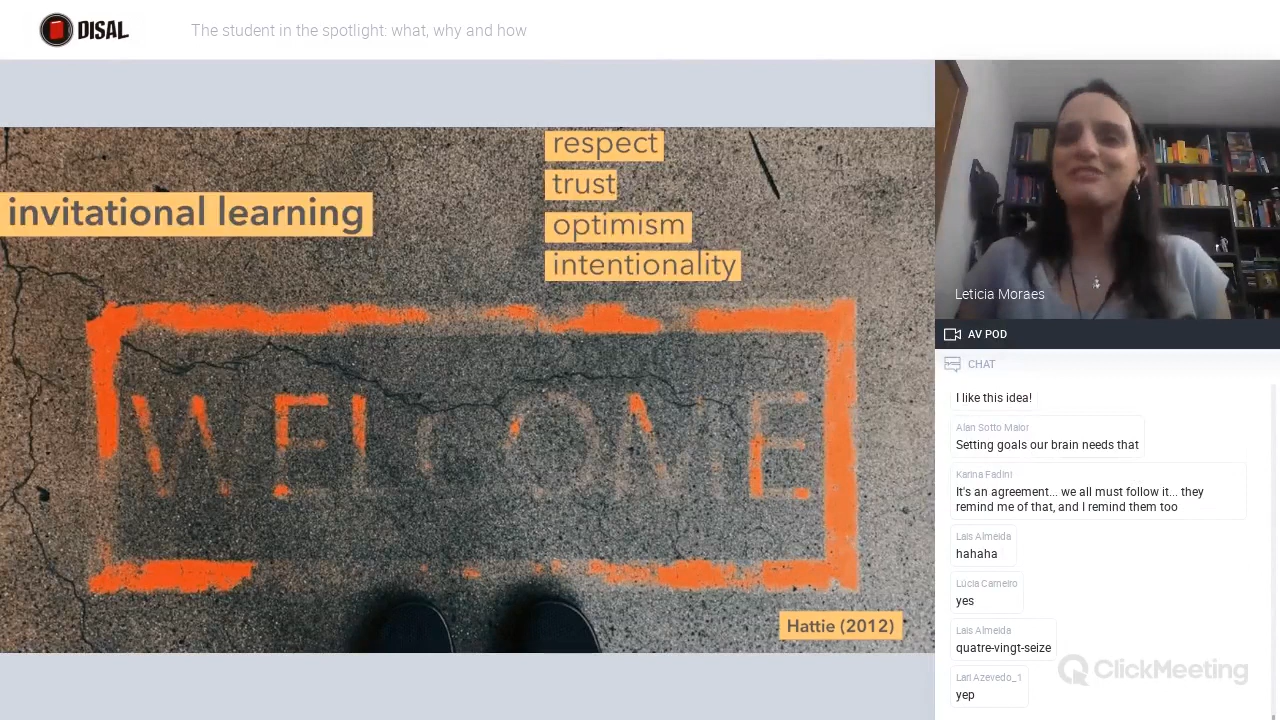 DISAL
The student in the spotlight: what, why and how
respect
trust
invitational learning
optimism
intentionality
WELCOME
Hattie (2012)
Leticia Moraes
AV POD
CHAT
I like this idea!
Alan Sotto Maior
Setting goals our brain needs that
Karina Fadini
It's an agreement... we all must follow it... they
remind me of that, and I remind them too
Lais Almeida
hahaha
Lúcia Carneiro
yes
Lais Almeida
quatre-vingt-seize
Lari Azevedo_1
yep
ClickMeeting